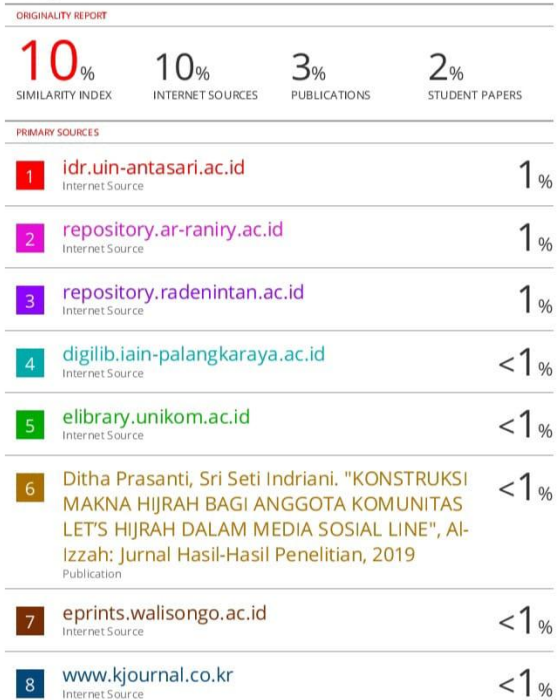 ORIGINALITY REPORT
10% 10% 3% 2%
SIMILARITY INDEX INTERNET SOURCES PUBLICATIONS STUDENT PAPERS
PRIMARY SOURCES
1 idr.uin-antasari.ac.id 1%
Internet Source
2 repository.ar-raniry.ac.id 1%
Internet Source
3 repository.radenintan.ac.id 1%
Internet Source
4 digilib.iain-palangkaraya.ac.id <1%
Internet Source
5 elibrary.unikom.ac.id <1%
Internet Source
6 Ditha Prasanti, Sri Seti Indriani. "KONSTRUKSI <1%
MAKNA HIJRAH BAGI ANGGOTA KOMUNITAS
LET'S HIJRAH DALAM MEDIA SOSIAL LINE", Al-
Izzah: Jurnal Hasil-Hasil Penelitian, 2019
Publication
7 eprints.walisongo.ac.id <1%
Internet Source
8 www.kjournal.co.kr <1%
Internet Source